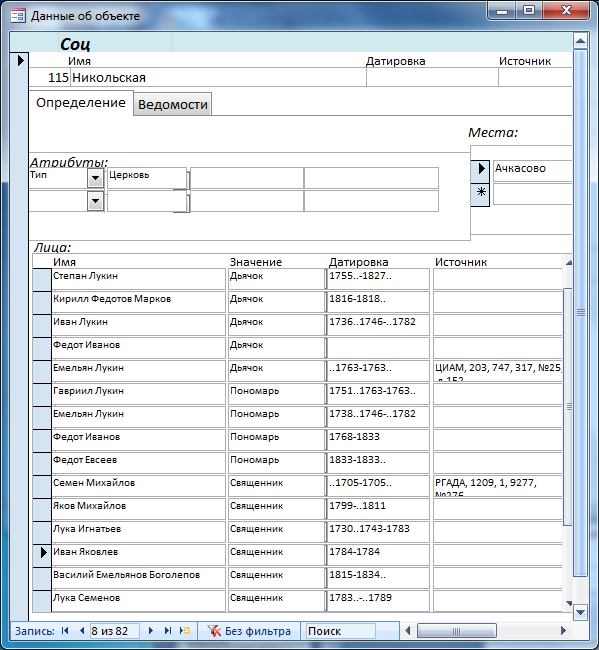 Данные об объекте
Соц
Имя Датировка Источник
115 Никольская
Определение Ведомости
Места:
Атрибуты:
Тип Церковь
Ачкасово
Лица:
Имя Значение Датировка Источник
Степан Лукин Дьячок 1755..-1827..
Кирилл Федотов Марков Дьячок 1816-1818..
Иван Лукин Дьячок 1736..1746-..1782
Федот Иванов Дьячок
Емельян Лукин Дьячок ..1763-1763.. ЦИАМ, 203, 747, 317, №25,
л.152
Гавриил Лукин Пономарь 1751..1763-1763..
Емельян Лукин Пономарь 1738..1746-..1782
Федот Иванов Пономарь 1768-1833
Федот Евсеев Пономарь 1833-1833..
Семен Михайлов Священник ..1705-1705.. РГАДА, 1209, 1, 9277,
№276
Яков Михайлов Священник 1799-..1811
Лука Игнатьев Священник 1730..1743-1783
Иван Яковлев Священник 1784-1784
Василий Емельянов Боголепов Священник 1815-1834..
Лука Семенов Священник 1783..-..1789
Запись: 8 из 82 Без фильтра Поиск